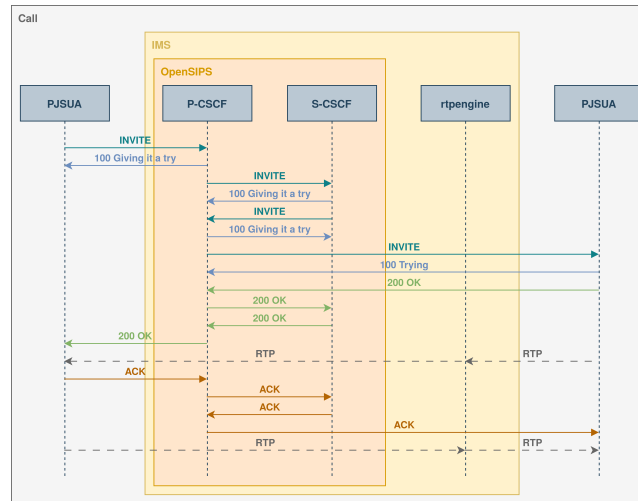 Call
IMS
OpenSIPS
PJSUA P-CSCF S-CSCF rtpengine PJSUA
INVITE
100 Giving it a try
INVITE
100 Giving it a try
INVITE
100 Giving it a try
INVITE
100 Trying
200 OK
200 OK
200 OK
200 OK
RTP RTP
ACK
ACK
ACK
ACK
RTP RTP